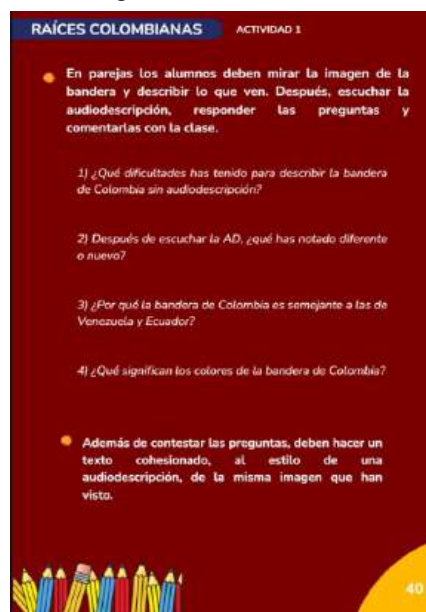 RAÍCES COLOMBIANAS
ACTIVIDAD 1
En parejas los alumnos deben mirar la imagen de la
bandera y describir lo que ven. Después, escuchar la
audiodescripción, responder las preguntas y
comentarlas con la clase.
1) ¿Qué dificultades has tenido para describir la bandera
de Colombia sin audiodescripción?
2) Después de escuchar la AD, ¿qué has notado diferente
o nuevo?
3) ¿Por qué la bandera de Colombia es semejante a las de
Venezuela y Ecuador?
4) ¿Qué significan los colores de la bandera de Colombia?
Además de contestar las preguntas, deben hacer un
texto cohesionado, al estilo de una
audiodescripción, de la misma imagen que han
visto.
40